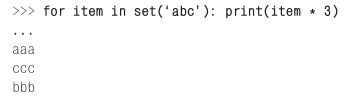 >>> for item in set('abc'): print(item * 3)
...
aaa
ccc
bbb